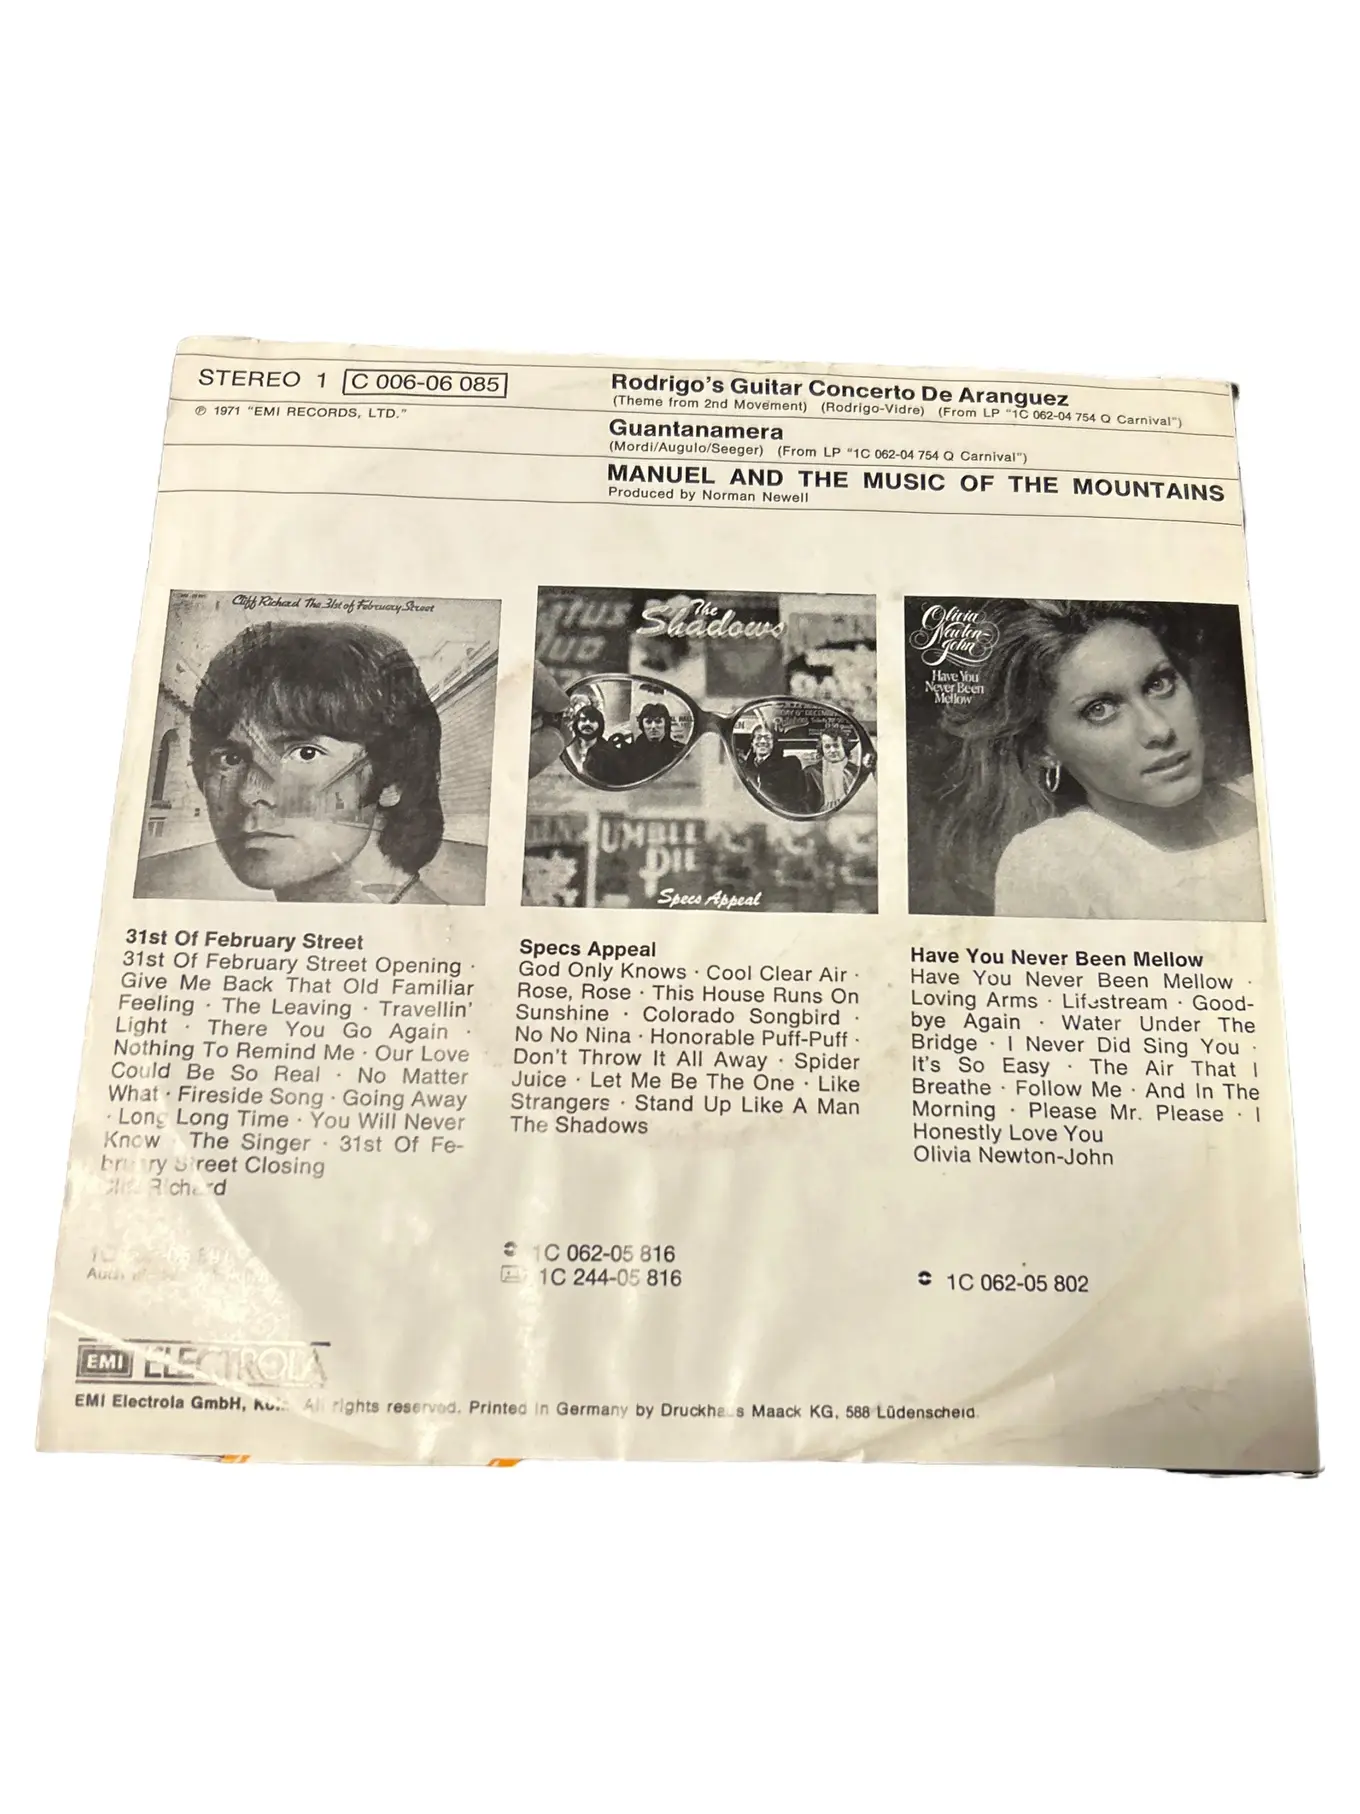 STEREO 1 C 006-06 085
℗ 1971 "EMI RECORDS, LTD."
Rodrigo's Guitar Concerto De Aranguez
(Theme from 2nd Movement) (Rodrigo-Vidre) (From LP "1C 062-04 754 Q Carnival")
Guantanamera
(Mordi/Augulo/Seeger) (From LP "1C 062-04 754 Q Carnival")
MANUEL AND THE MUSIC OF THE MOUNTAINS
Produced by Norman Newell
Cliff Richard The 31st of February Street
31st Of February Street
31st Of February Street Opening ·
Give Me Back That Old Familiar
Feeling · The Leaving · Travellin'
Light · There You Go Again ·
Nothing To Remind Me · Our Love
Could Be So Real · No Matter
What · Fireside Song · Going Away
· Long Long Time · You Will Never
Know · The Singer · 31st Of Fe-
bruary Street Closing
Cliff Richard
The
Shadows
UMBLE
PIE
Specs Appeal
Specs Appeal
God Only Knows · Cool Clear Air ·
Rose, Rose · This House Runs On
Sunshine · Colorado Songbird ·
No No Nina · Honorable Puff-Puff ·
Don't Throw It All Away · Spider
Juice · Let Me Be The One · Like
Strangers · Stand Up Like A Man
The Shadows
1C 062-05 816
1C 244-05 816
Olivia
Newton-
John
Have You
Never Been
Mellow
Have You Never Been Mellow
Have You Never Been Mellow ·
Loving Arms · Lifestream · Good-
bye Again · Water Under The
Bridge · I Never Did Sing You ·
It's So Easy · The Air That I
Breathe · Follow Me · And In The
Morning · Please Mr. Please · I
Honestly Love You
Olivia Newton-John
1C 062-05 802
EMI ELECTROLA
EMI Electrola GmbH, All rights reserved. Printed in Germany by Druckhaus Maack KG, 588 Lüdenscheid